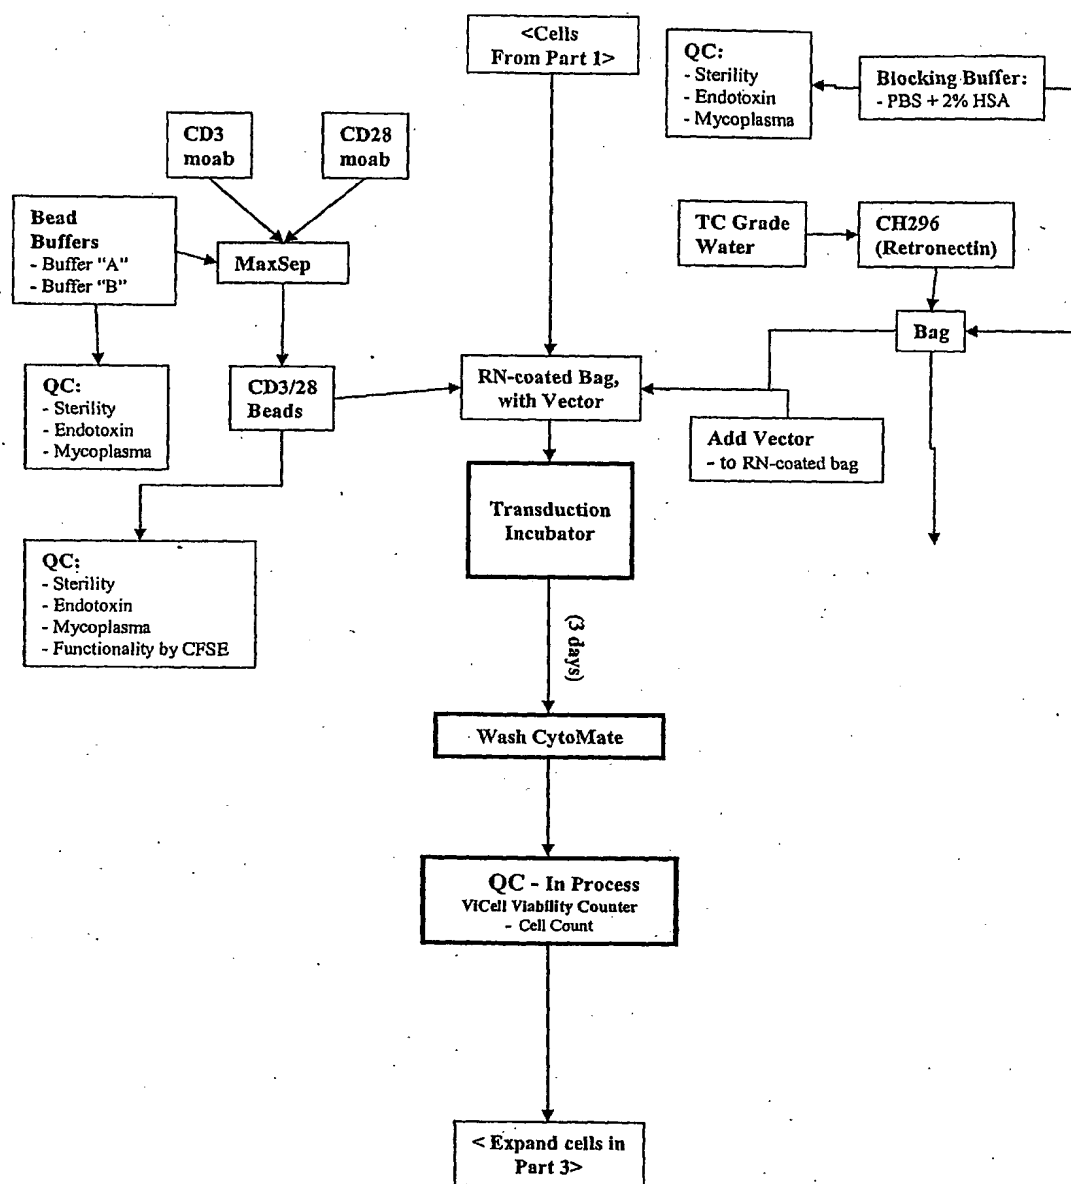 <Cells
From Part 1>
QC:
- Sterility
- Endotoxin
- Mycoplasma
Blocking Buffer:
- PBS + 2% HSA
CD3
moab
CD28
moab
Bead
Buffers
- Buffer "A"
- Buffer "B"
MaxSep
TC Grade
Water
CH296
(Retronectin)
Bag
QC:
- Sterility
- Endotoxin
- Mycoplasma
CD3/28
Beads
RN-coated Bag,
with Vector
Add Vector
- to RN-coated bag
Transduction
Incubator
QC:
- Sterility
- Endotoxin
- Mycoplasma
- Functionality by CFSE
(3 days)
Wash CytoMate
QC - In Process
ViCell Viability Counter
- Cell Count
< Expand cells in
Part 3>